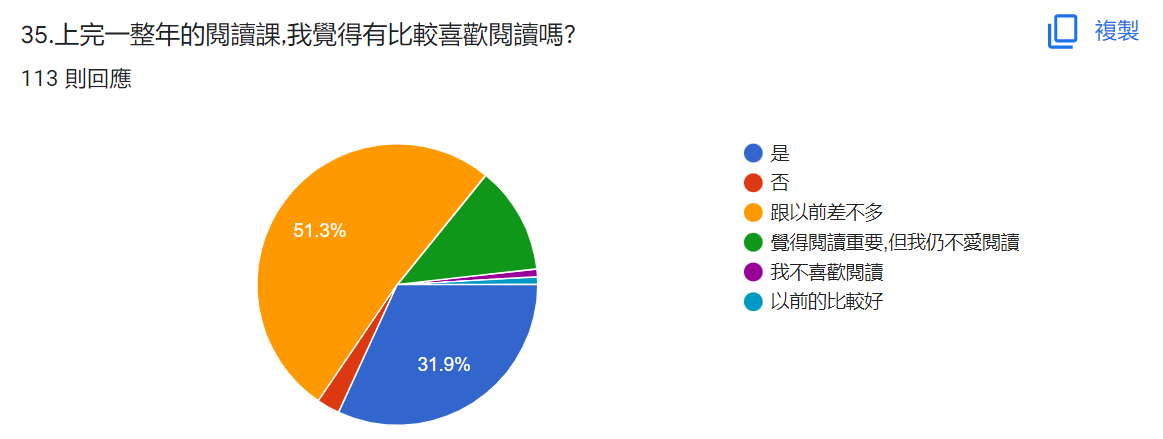 35.上完一整年的閱讀課,我覺得有比較喜歡閱讀嗎?
複製
113 則回應
51.3%
31.9%
是
否
跟以前差不多
覺得閱讀重要,但我仍不愛閱讀
我不喜歡閱讀
以前的比較好